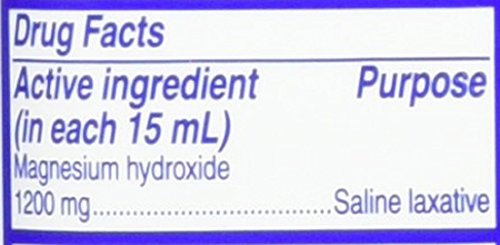 Drug Facts
Active ingredient Purpose
(in each 15 mL)
Magnesium hydroxide
1200 mg................................Saline laxative